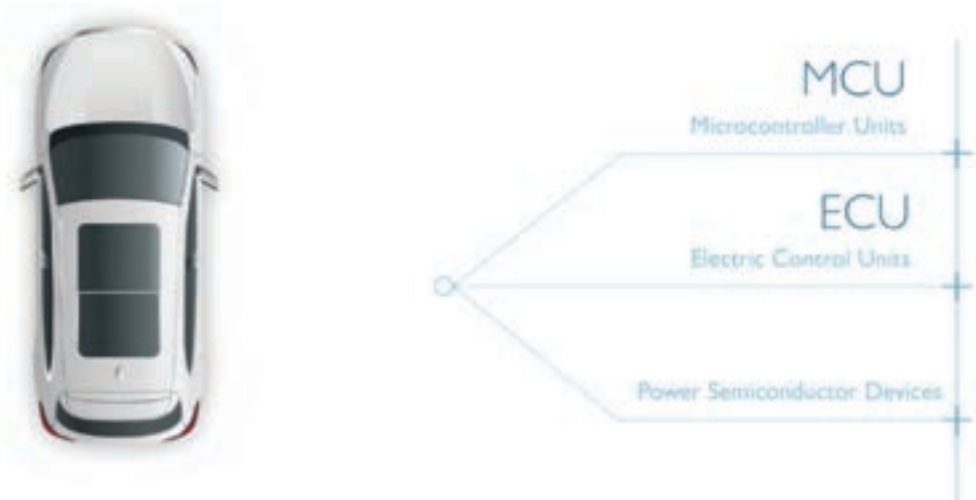 MCU
Microcontroller Units
ECU
Electric Control Units
Power Semiconductor Devices